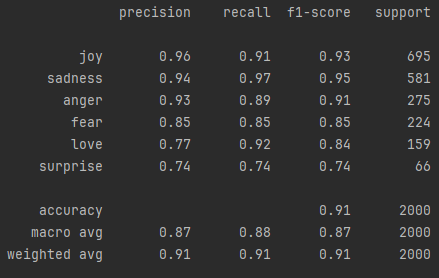 precision recall f1-score support
joy 0.96 0.91 0.93 695
sadness 0.94 0.97 0.95 581
anger 0.93 0.89 0.91 275
fear 0.85 0.85 0.85 224
love 0.77 0.92 0.84 159
surprise 0.74 0.74 0.74 66
accuracy 0.91 2000
macro avg 0.87 0.88 0.87 2000
weighted avg 0.91 0.91 0.91 2000